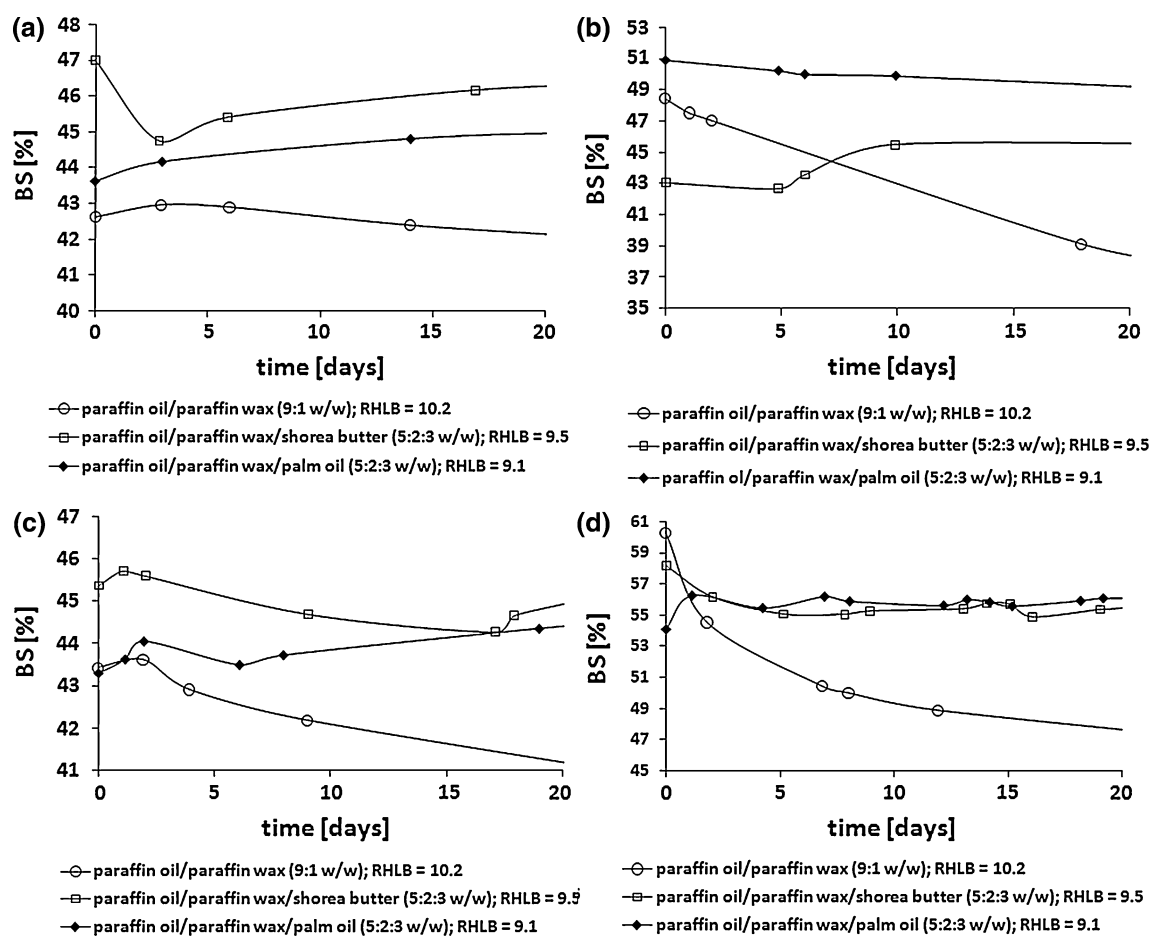 (a)
48
47
46
45
44
43
42
41
40
BS [%]
0 5 10 15 20
time [days]
paraffin oil/paraffin wax (9:1 w/w); RHLB = 10.2
paraffin oil/paraffin wax/shorea butter (5:2:3 w/w); RHLB = 9.5
paraffin oil/paraffin wax/palm oil (5:2:3 w/w); RHLB = 9.1
(b)
53
51
49
47
45
43
41
39
37
35
BS [%]
0 5 10 15 20
time [days]
paraffin oil/paraffin wax (9:1 w/w); RHLB = 10.2
paraffin oil/paraffin wax/shorea butter (5:2:3 w/w); RHLB = 9.5
paraffin ol/paraffin wax/palm oil (5:2:3 w/w); RHLB = 9.1
(c)
47
46
45
44
43
42
41
BS [%]
0 5 10 15 20
time [days]
paraffin oil/paraffin wax (9:1 w/w); RHLB = 10.2
paraffin oil/paraffin wax/shorea butter (5:2:3 w/w); RHLB = 9.5
paraffin oil/paraffin wax/palm oil (5:2:3 w/w); RHLB = 9.1
(d)
61
59
57
55
53
51
49
47
45
BS [%]
0 5 10 15 20
time [days]
paraffin oil/paraffin wax (9:1 w/w); RHLB = 10.2
paraffin oil/paraffin wax/shorea butter (5:2:3 w/w); RHLB = 9.5
paraffin oil/paraffin wax/palm oil (5:2:3 w/w); RHLB = 9.1